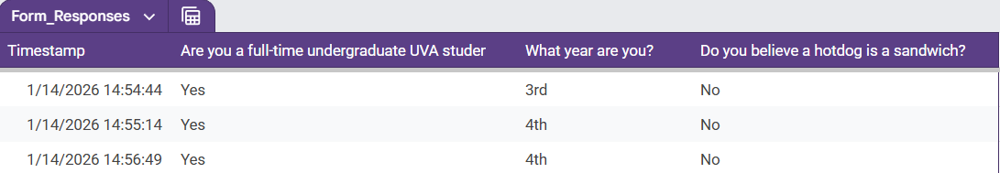 Form_Responses
Timestamp Are you a full-time undergraduate UVA studer What year are you? Do you believe a hotdog is a sandwich?
1/14/2026 14:54:44 Yes 3rd No
1/14/2026 14:55:14 Yes 4th No
1/14/2026 14:56:49 Yes 4th No